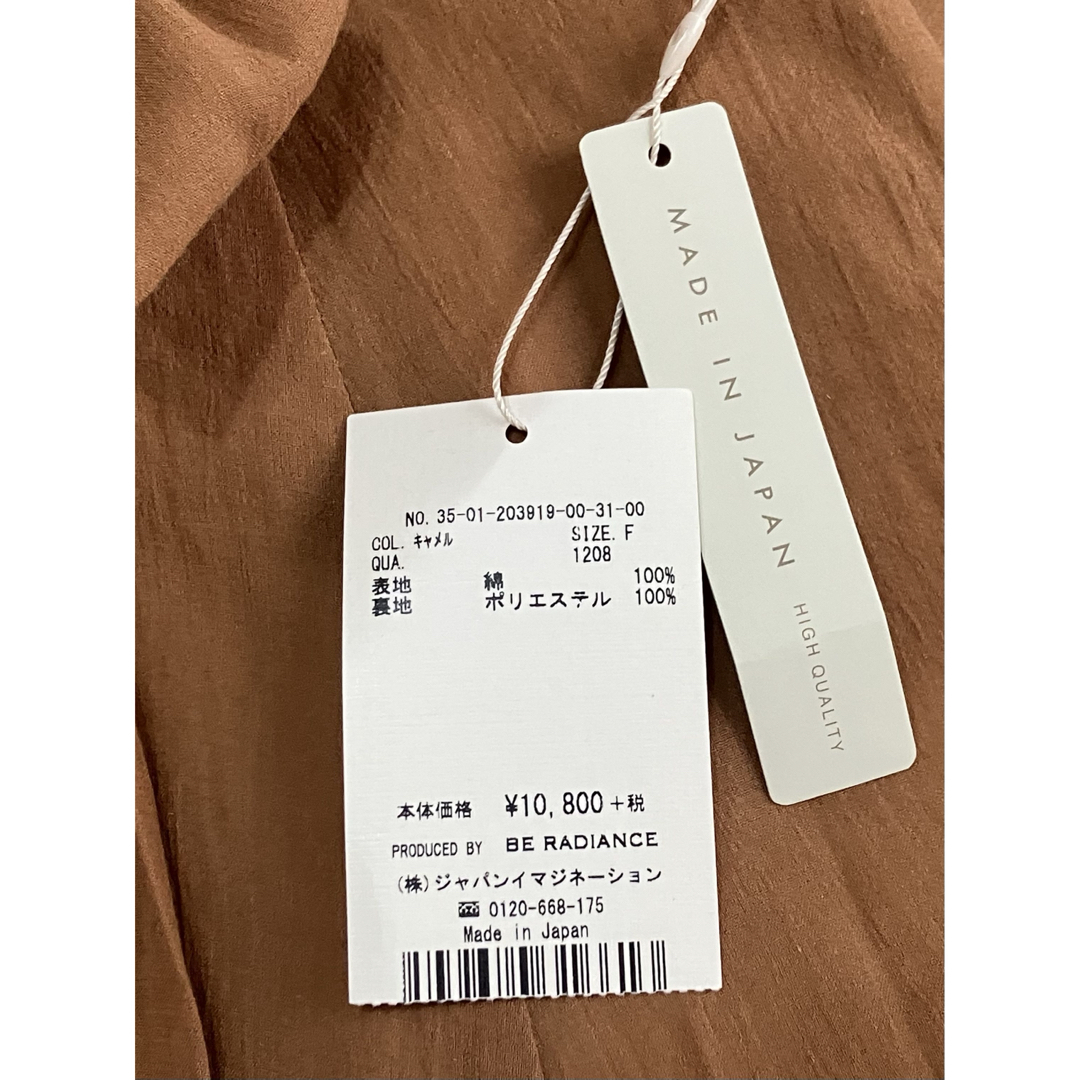 MADE IN JAPAN HIGH QUALITY
NO. 35-01-203919-00-31-00
COL. キャメル SIZE. F
QUA. 1208
表地 綿 100%
裏地 ポリエステル 100%
本体価格 ¥10,800+税
PRODUCED BY BE RADIANCE
(株)ジャパンイマジネーション
0120-668-175
Made in Japan